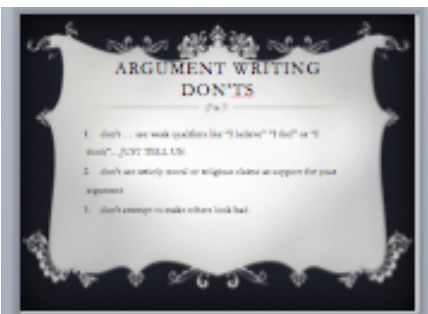 ARGUMENT WRITING
DON'TS
1. don't … use weak qualifiers like "I believe" "I feel" or "I
think"…JUST TELL US!
2. don't use strictly moral or religious claims as support for your
argument
3. don't attempt to make others look bad